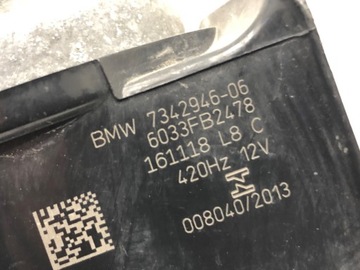 BMW 7342946-06
6033FB2478
161118 L8 C
420Hz 12V
008040/2013